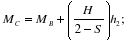 M_C = M_B + (H / (2 − S)) h_2;